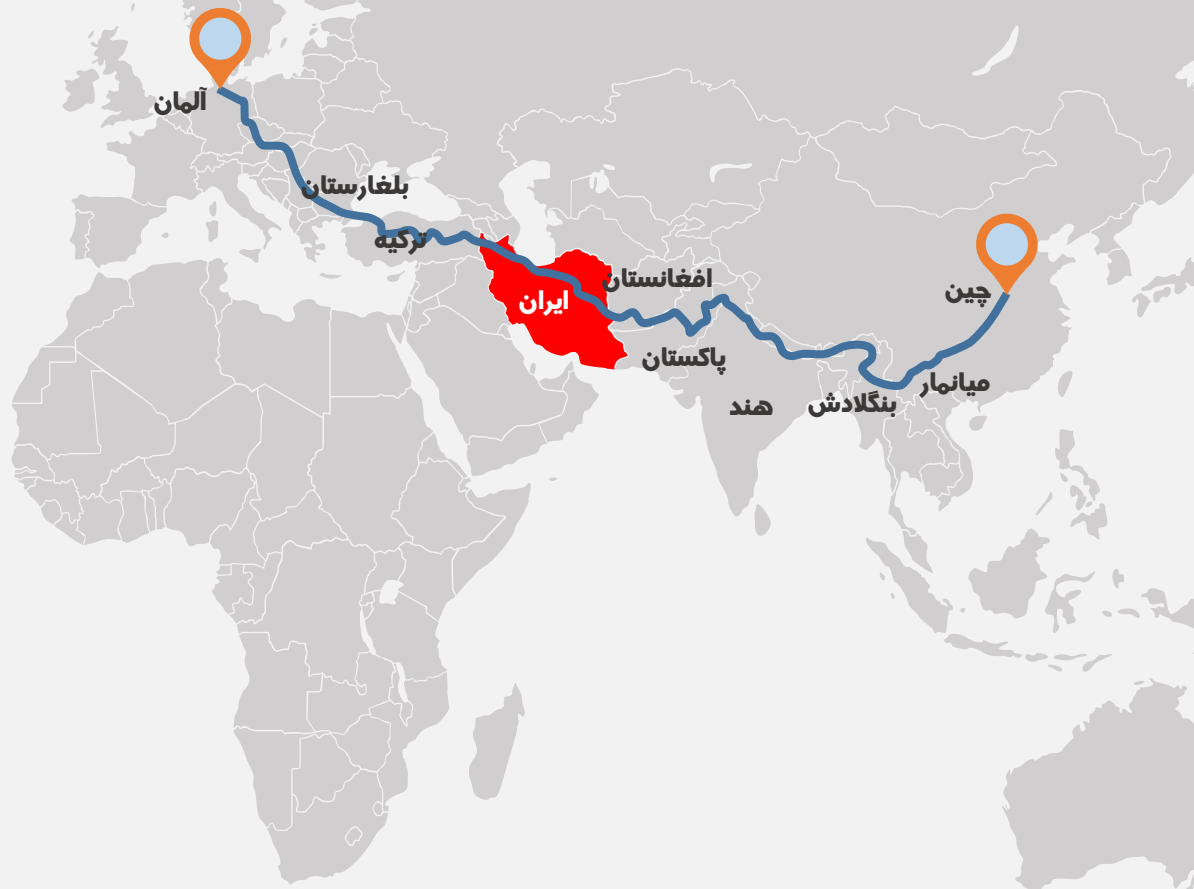 آلمان
بلغارستان
ترکیه
افغانستان
چین
ایران
پاکستان
میانمار
بنگلادش
هند